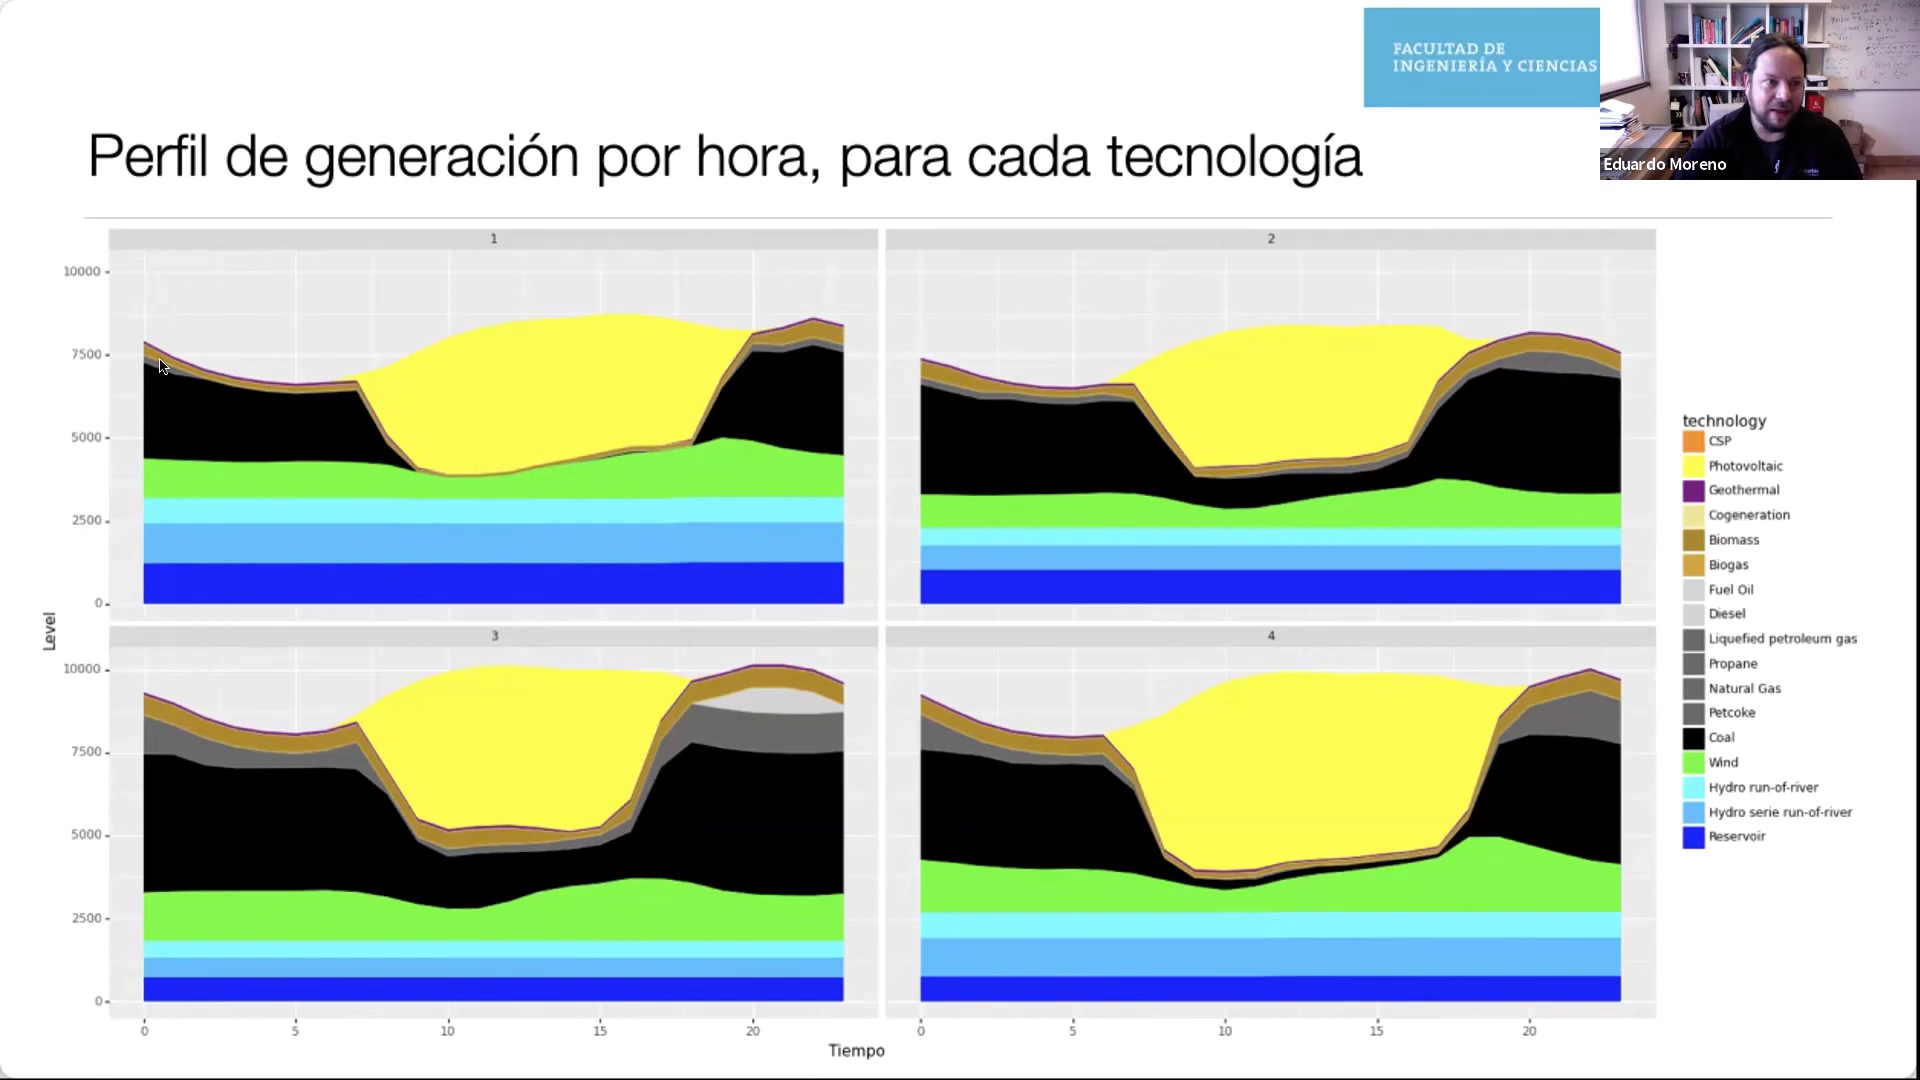 FACULTAD DE
INGENIERÍA Y CIENCIAS
Eduardo Moreno
Perfil de generación por hora, para cada tecnología
1
2
10000
7500
5000
2500
0
3
4
10000
7500
5000
2500
0
0 5 10 15 20
0 5 10 15 20
Level
Tiempo
technology
CSP
Photovoltaic
Geothermal
Cogeneration
Biomass
Biogas
Fuel Oil
Diesel
Liquefied petroleum gas
Propane
Natural Gas
Petcoke
Coal
Wind
Hydro run-of-river
Hydro serie run-of-river
Reservoir